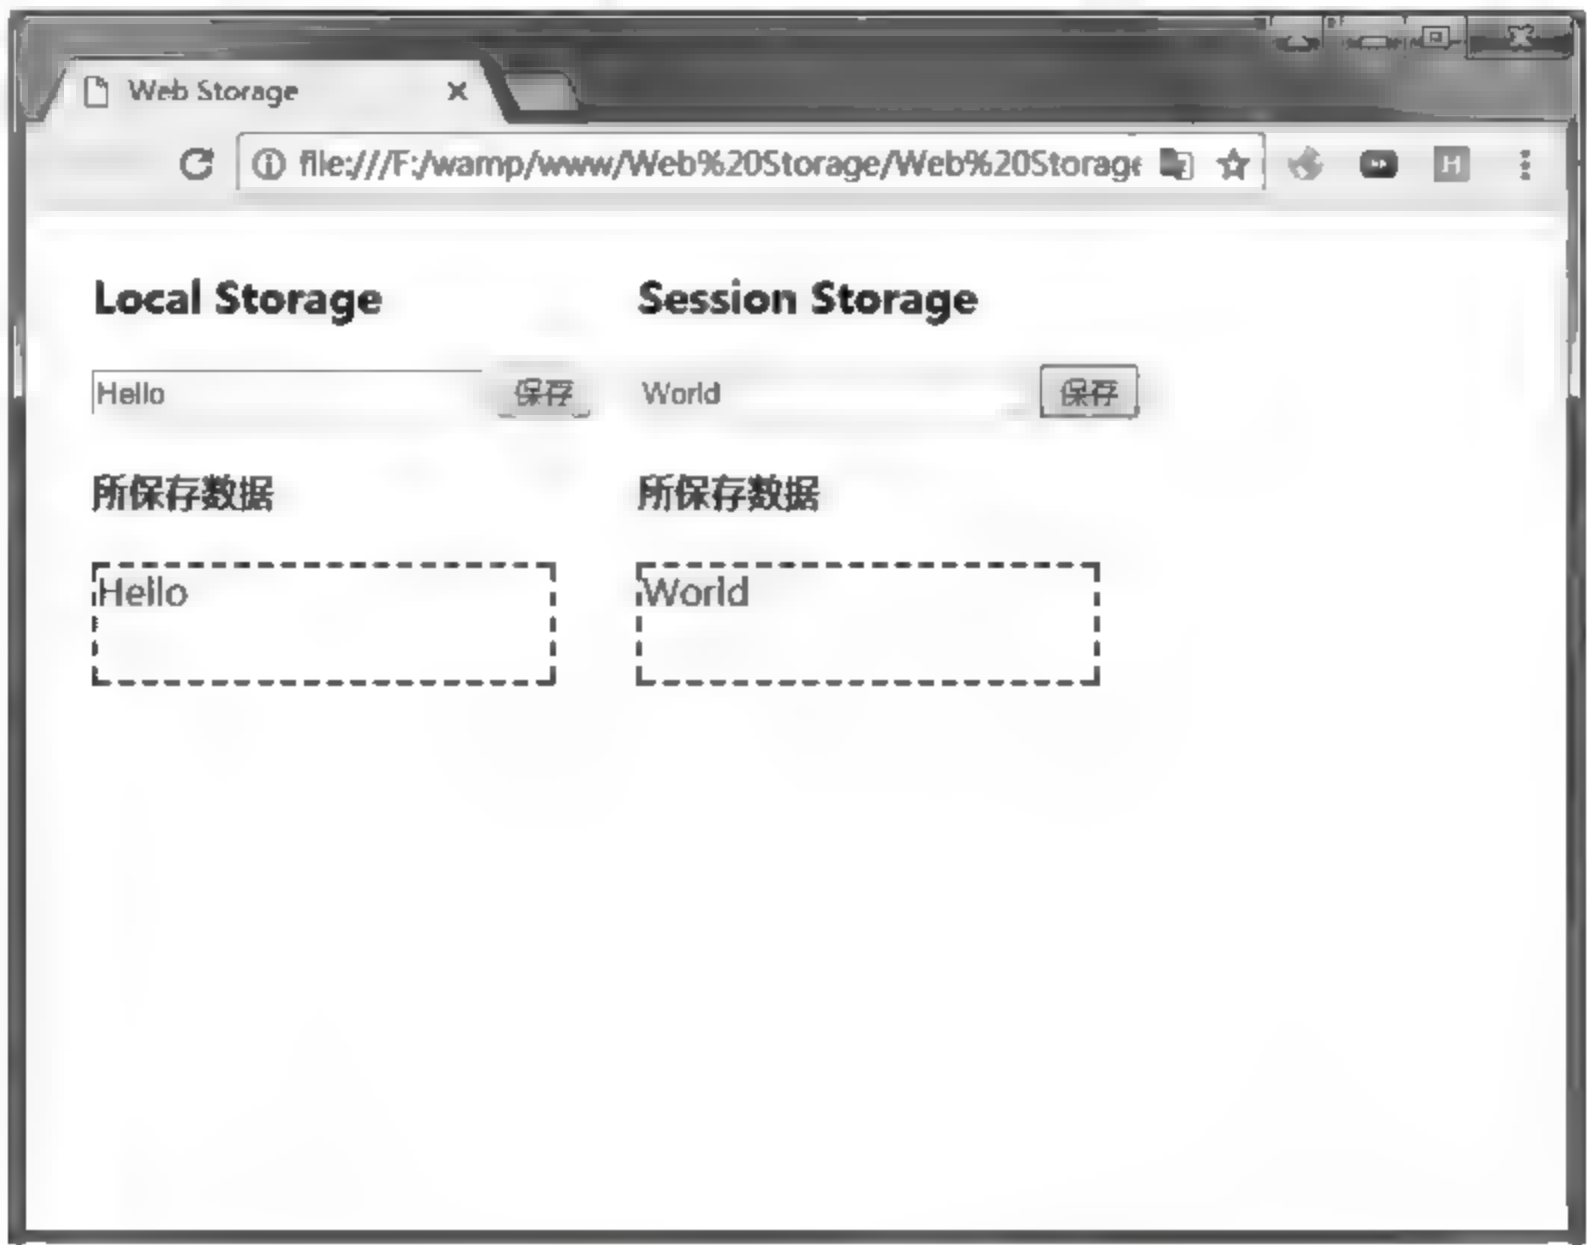 Web Storage
file:///F:/wamp/www/Web%20Storage/Web%20Storage
Local Storage
Session Storage
Hello 保存
World 保存
所保存数据
所保存数据
Hello
World